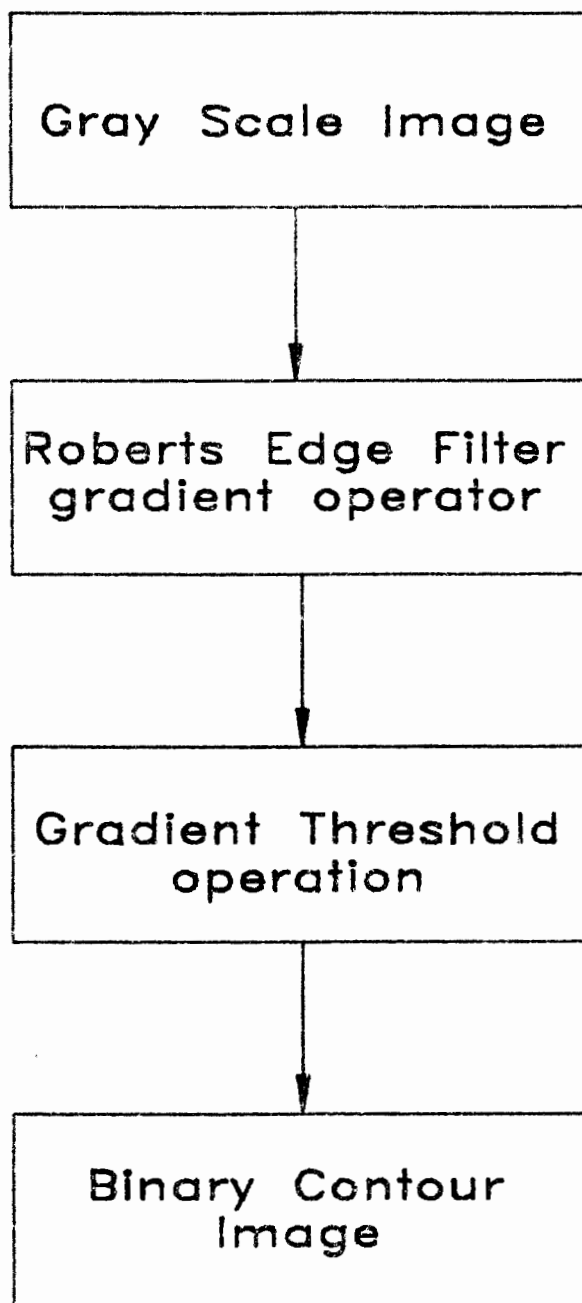 Gray Scale Image
Roberts Edge Filter
gradient operator
Gradient Threshold
operation
Binary Contour
Image